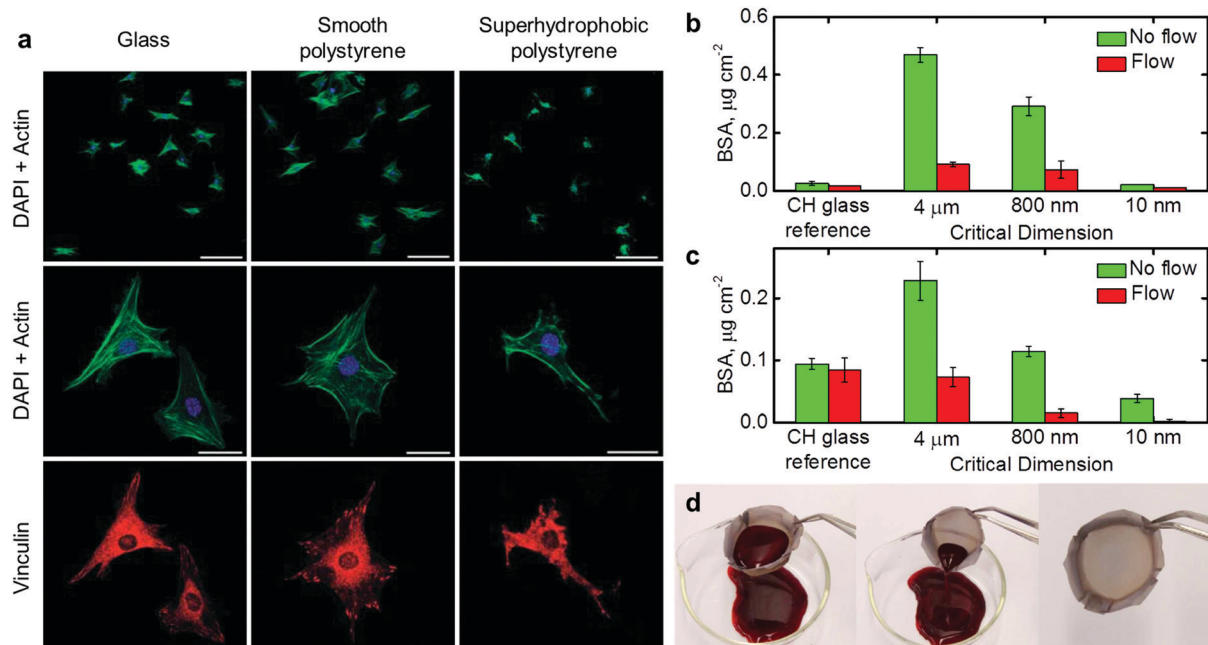 a
Glass
Smooth
polystyrene
Superhydrophobic
polystyrene
DAPI + Actin
DAPI + Actin
Vinculin
b
0.6
0.4
0.2
0.0
BSA, µg cm-2
No flow
Flow
CH glass
reference
4 µm
800 nm
10 nm
Critical Dimension
c
0.2
0.1
0.0
BSA, µg cm-2
No flow
Flow
CH glass
reference
4 µm
800 nm
10 nm
Critical Dimension
d